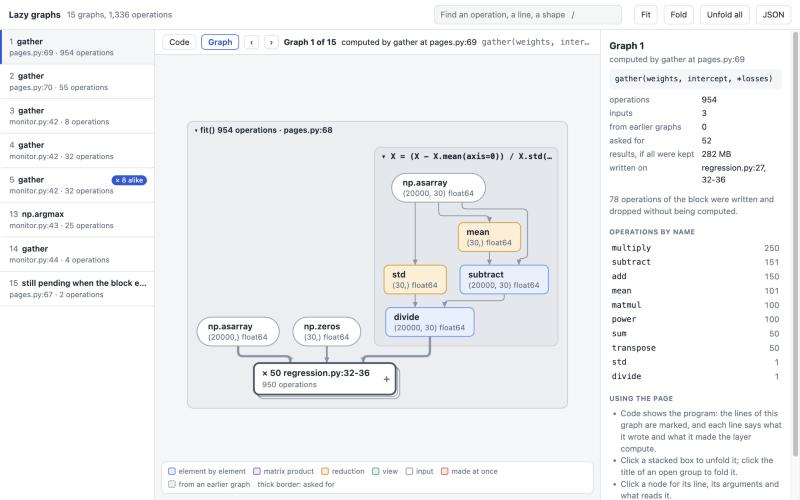 Lazy graphs 15 graphs, 1,336 operations
Find an operation, a line, a shape /
Fit Fold Unfold all JSON
1 gather
pages.py:69 · 954 operations
2 gather
pages.py:70 · 55 operations
3 gather
monitor.py:42 · 8 operations
4 gather
monitor.py:42 · 32 operations
5 gather × 8 alike
monitor.py:42 · 32 operations
13 np.argmax
monitor.py:43 · 25 operations
14 gather
monitor.py:44 · 4 operations
15 still pending when the block e...
pages.py:67 · 2 operations
Code Graph ‹ › Graph 1 of 15 computed by gather at pages.py:69 gather(weights, inter…
▾ fit() 954 operations · pages.py:68
▾ X = (X − X.mean(axis=0)) / X.std(…
np.asarray
(20000, 30) float64
mean
(30,) float64
std
(30,) float64
subtract
(20000, 30) float64
divide
(20000, 30) float64
np.asarray
(20000,) float64
np.zeros
(30,) float64
× 50 regression.py:32-36
950 operations
+
element by element matrix product reduction view input made at once
from an earlier graph thick border: asked for
Graph 1
computed by gather at pages.py:69
gather(weights, intercept, *losses)
operations 954
inputs 3
from earlier graphs 0
asked for 52
results, if all were kept 282 MB
written on regression.py:27,
32-36
78 operations of the block were written and
dropped without being computed.
OPERATIONS BY NAME
multiply 250
subtract 151
add 150
mean 101
matmul 100
power 100
sum 50
transpose 50
std 1
divide 1
USING THE PAGE
• Code shows the program: the lines of this
graph are marked, and each line says what
it wrote and what it made the layer
compute.
• Click a stacked box to unfold it; click the
title of an open group to fold it.
• Click a node for its line, its arguments and
what reads it.